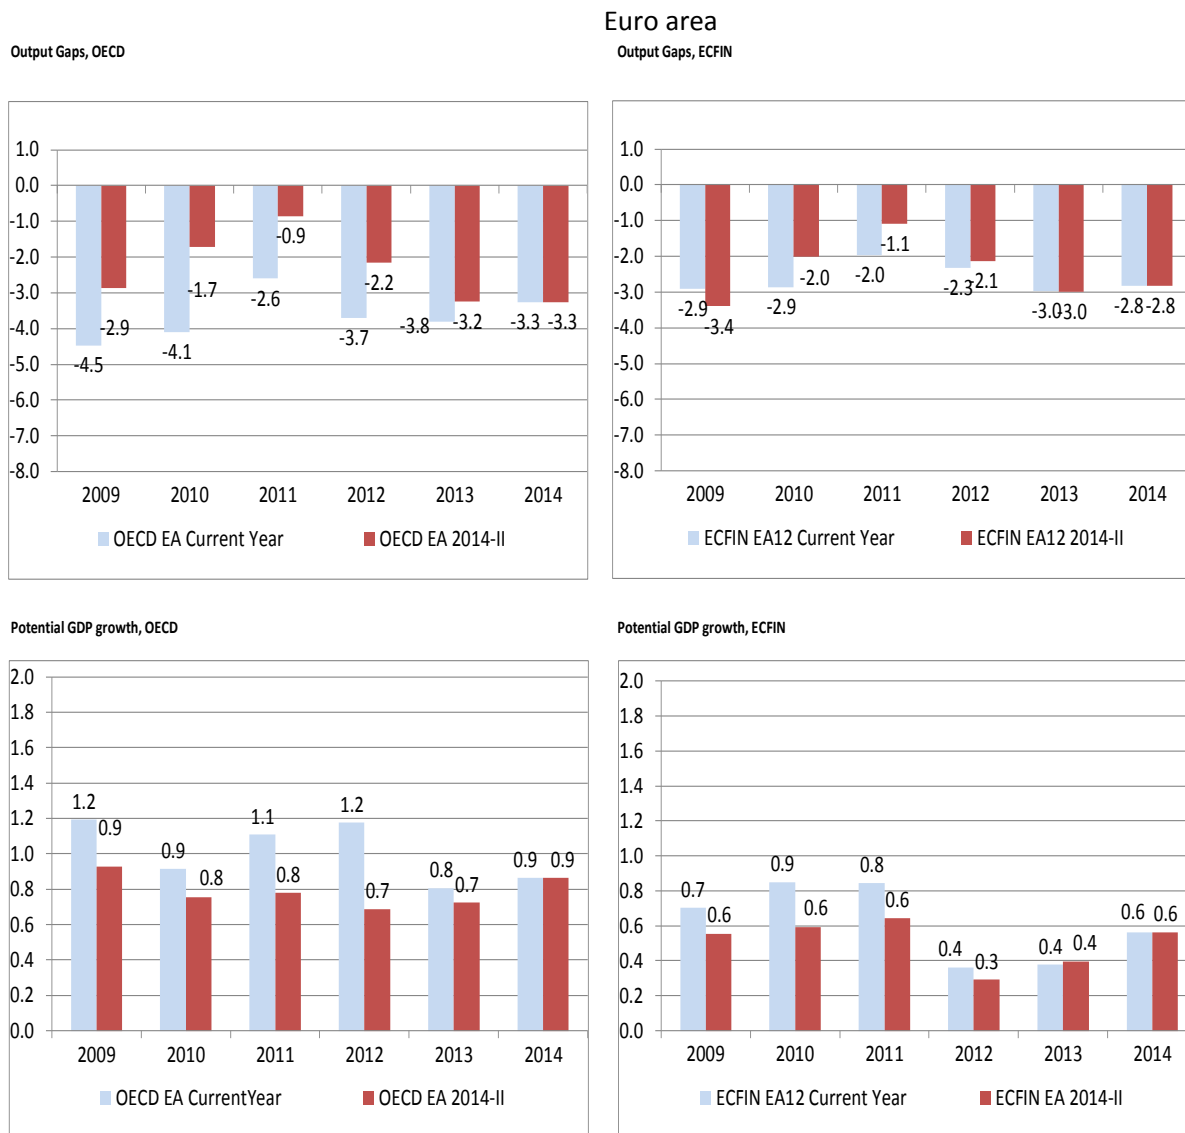 Euro area
Output Gaps, OECD
1.0
0.0
-1.0
-2.0
-3.0
-4.0
-5.0
-6.0
-7.0
-8.0
-4.5 -2.9 -4.1 -1.7 -2.6 -0.9 -3.7 -2.2 -3.8 -3.2 -3.3 -3.3
2009 2010 2011 2012 2013 2014
OECD EA Current Year OECD EA 2014-II
Output Gaps, ECFIN
1.0
0.0
-1.0
-2.0
-3.0
-4.0
-5.0
-6.0
-7.0
-8.0
-2.9 -3.4 -2.9 -2.0 -2.0 -1.1 -2.3 -2.1 -3.0 -3.0 -2.8 -2.8
2009 2010 2011 2012 2013 2014
ECFIN EA12 Current Year ECFIN EA12 2014-II
Potential GDP growth, OECD
2.0
1.8
1.6
1.4
1.2
1.0
0.8
0.6
0.4
0.2
0.0
1.2 0.9 0.9 0.8 1.1 0.8 1.2 0.7 0.8 0.7 0.9 0.9
2009 2010 2011 2012 2013 2014
OECD EA CurrentYear OECD EA 2014-II
Potential GDP growth, ECFIN
2.0
1.8
1.6
1.4
1.2
1.0
0.8
0.6
0.4
0.2
0.0
0.7 0.6 0.9 0.6 0.8 0.6 0.4 0.3 0.4 0.4 0.6 0.6
2009 2010 2011 2012 2013 2014
ECFIN EA12 Current Year ECFIN EA 2014-II